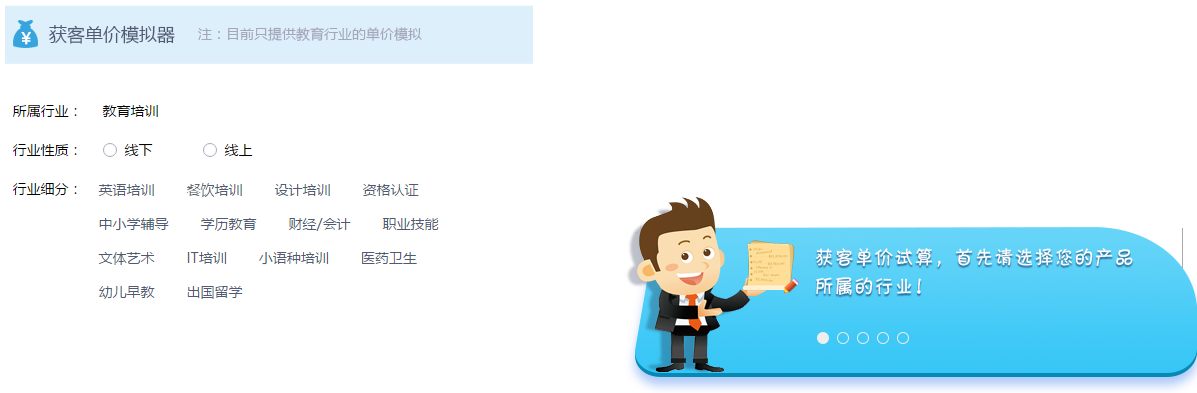 获客单价模拟器 注：目前只提供教育行业的单价模拟
所属行业： 教育培训
行业性质： 线下 线上
行业细分： 英语培训 餐饮培训 设计培训 资格认证
中小学辅导 学历教育 财经/会计 职业技能
文体艺术 IT培训 小语种培训 医药卫生
幼儿早教 出国留学
获客单价试算，首先请选择您的产品
所属的行业！